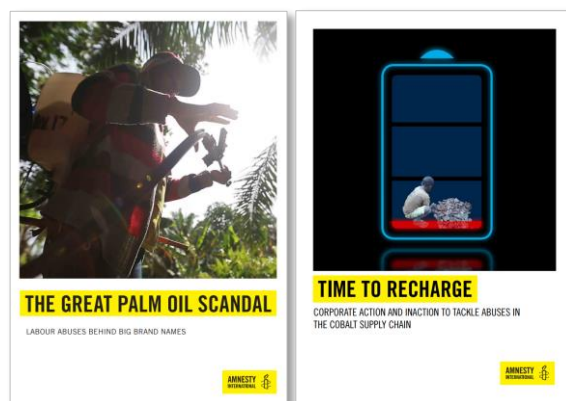 THE GREAT PALM OIL SCANDAL
LABOUR ABUSES BEHIND BIG BRAND NAMES
AMNESTY
INTERNATIONAL
TIME TO RECHARGE
CORPORATE ACTION AND INACTION TO TACKLE ABUSES IN
THE COBALT SUPPLY CHAIN
AMNESTY
INTERNATIONAL